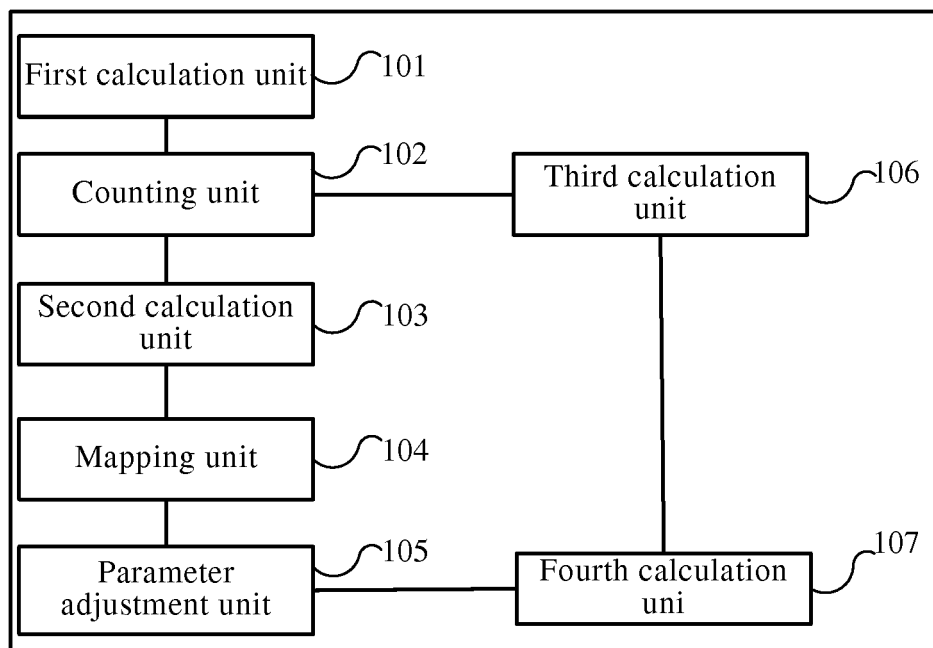 First calculation unit
101
Counting unit
102
Third calculation
unit
106
Second calculation
unit
103
Mapping unit
104
Parameter
adjustment unit
105
Fourth calculation
uni
107